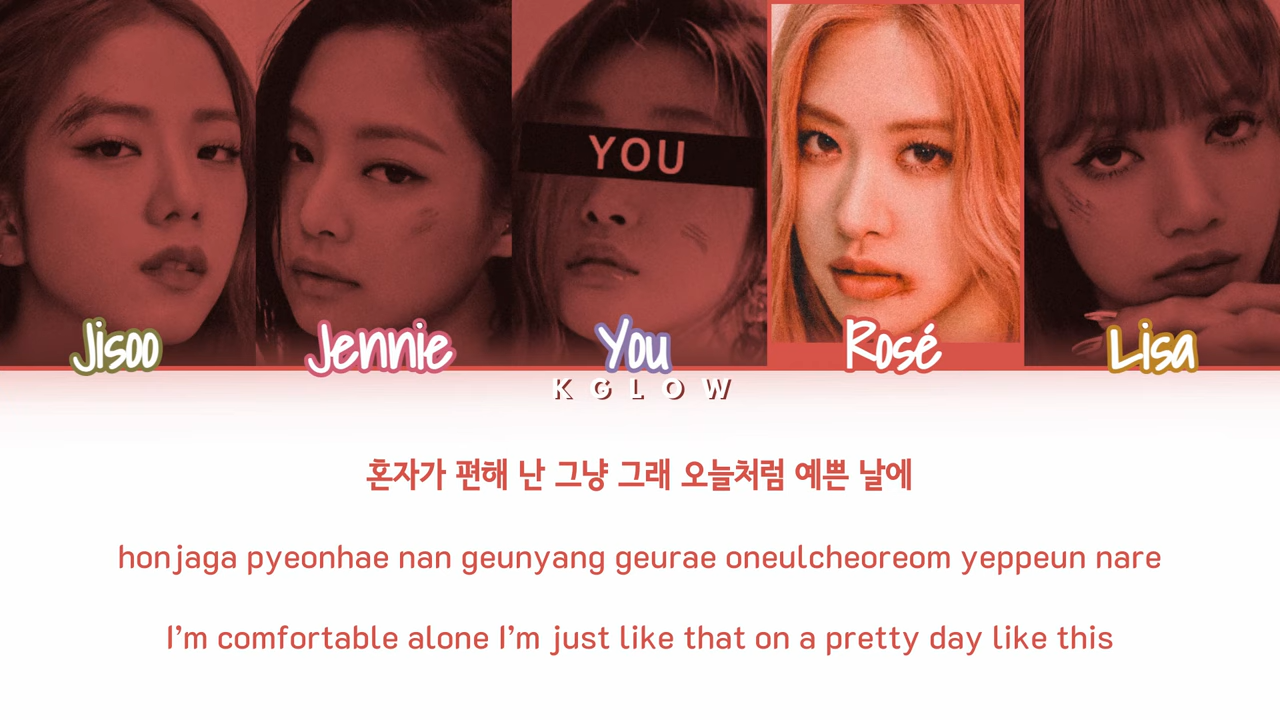 YOU
Jisoo Jennie You Rosé Lisa
KGLOW
혼자가 편해 난 그냥 그래 오늘처럼 예쁜 날에
honjaga pyeonhae nan geunyang geurae oneulcheoreom yeppeun nare
I'm comfortable alone I'm just like that on a pretty day like this